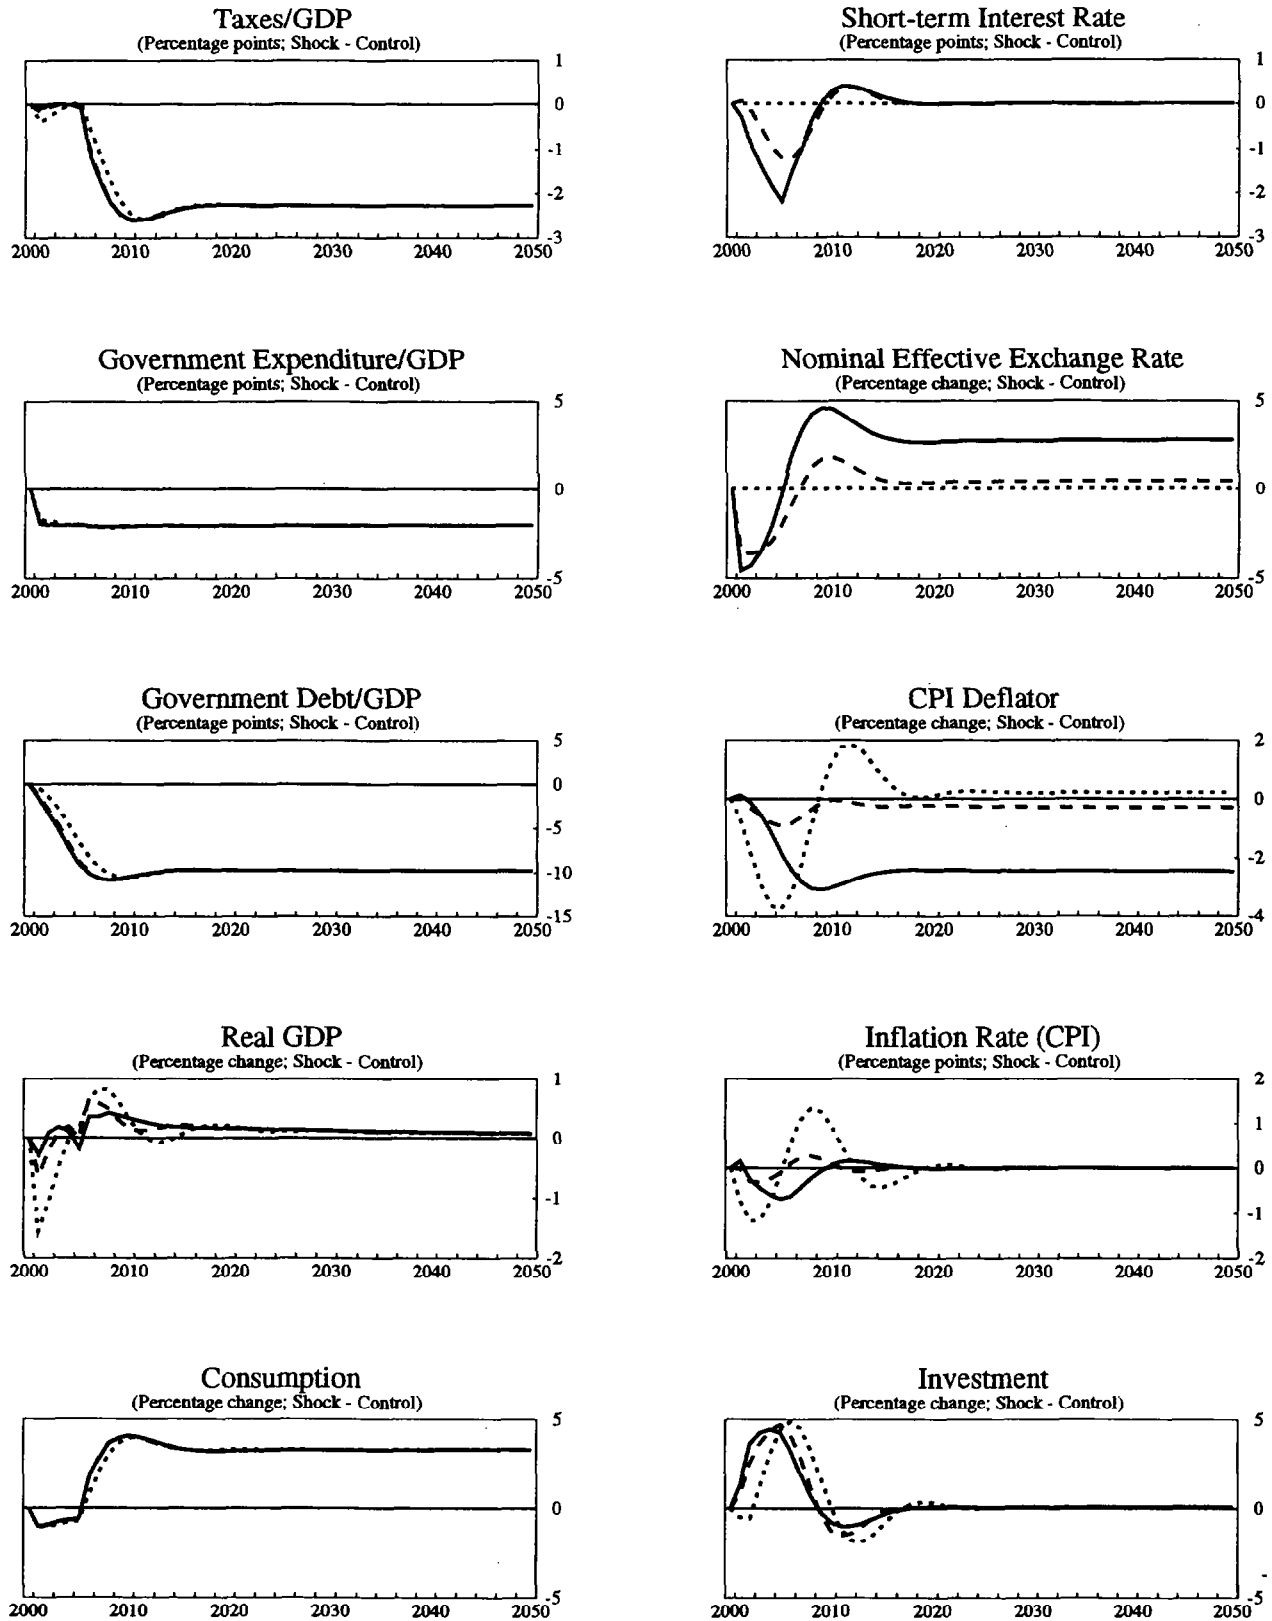 Taxes/GDP
(Percentage points; Shock - Control)
1
0
-1
-2
-3
2000 2010 2020 2030 2040 2050
Short-term Interest Rate
(Percentage points; Shock - Control)
1
0
-1
-2
-3
2000 2010 2020 2030 2040 2050
Government Expenditure/GDP
(Percentage points; Shock - Control)
5
0
-5
2000 2010 2020 2030 2040 2050
Nominal Effective Exchange Rate
(Percentage change; Shock - Control)
5
0
-5
2000 2010 2020 2030 2040 2050
Government Debt/GDP
(Percentage points; Shock - Control)
5
0
-5
-10
-15
2000 2010 2020 2030 2040 2050
CPI Deflator
(Percentage change; Shock - Control)
2
0
-2
-4
2000 2010 2020 2030 2040 2050
Real GDP
(Percentage change; Shock - Control)
1
0
-1
-2
2000 2010 2020 2030 2040 2050
Inflation Rate (CPI)
(Percentage points; Shock - Control)
2
1
0
-1
-2
2000 2010 2020 2030 2040 2050
Consumption
(Percentage change; Shock - Control)
5
0
-5
2000 2010 2020 2030 2040 2050
Investment
(Percentage change; Shock - Control)
5
0
-5
2000 2010 2020 2030 2040 2050